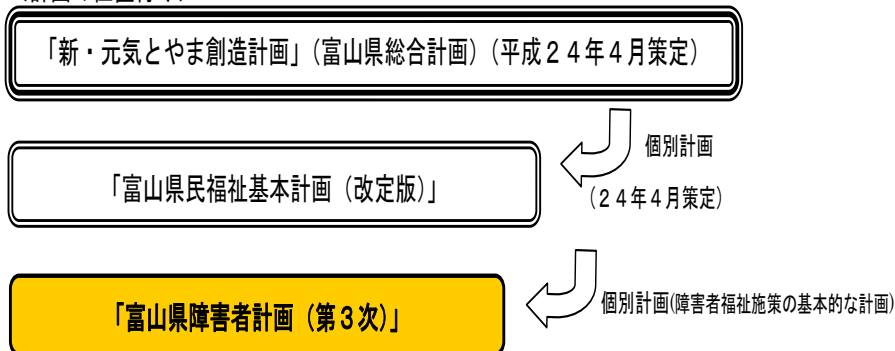 「新・元気とやま創造計画」(富山県総合計画)(平成24年4月策定)
個別計画
「富山県民福祉基本計画(改定版)」
(24年4月策定)
「富山県障害者計画(第3次)」
個別計画(障害者福祉施策の基本的な計画)